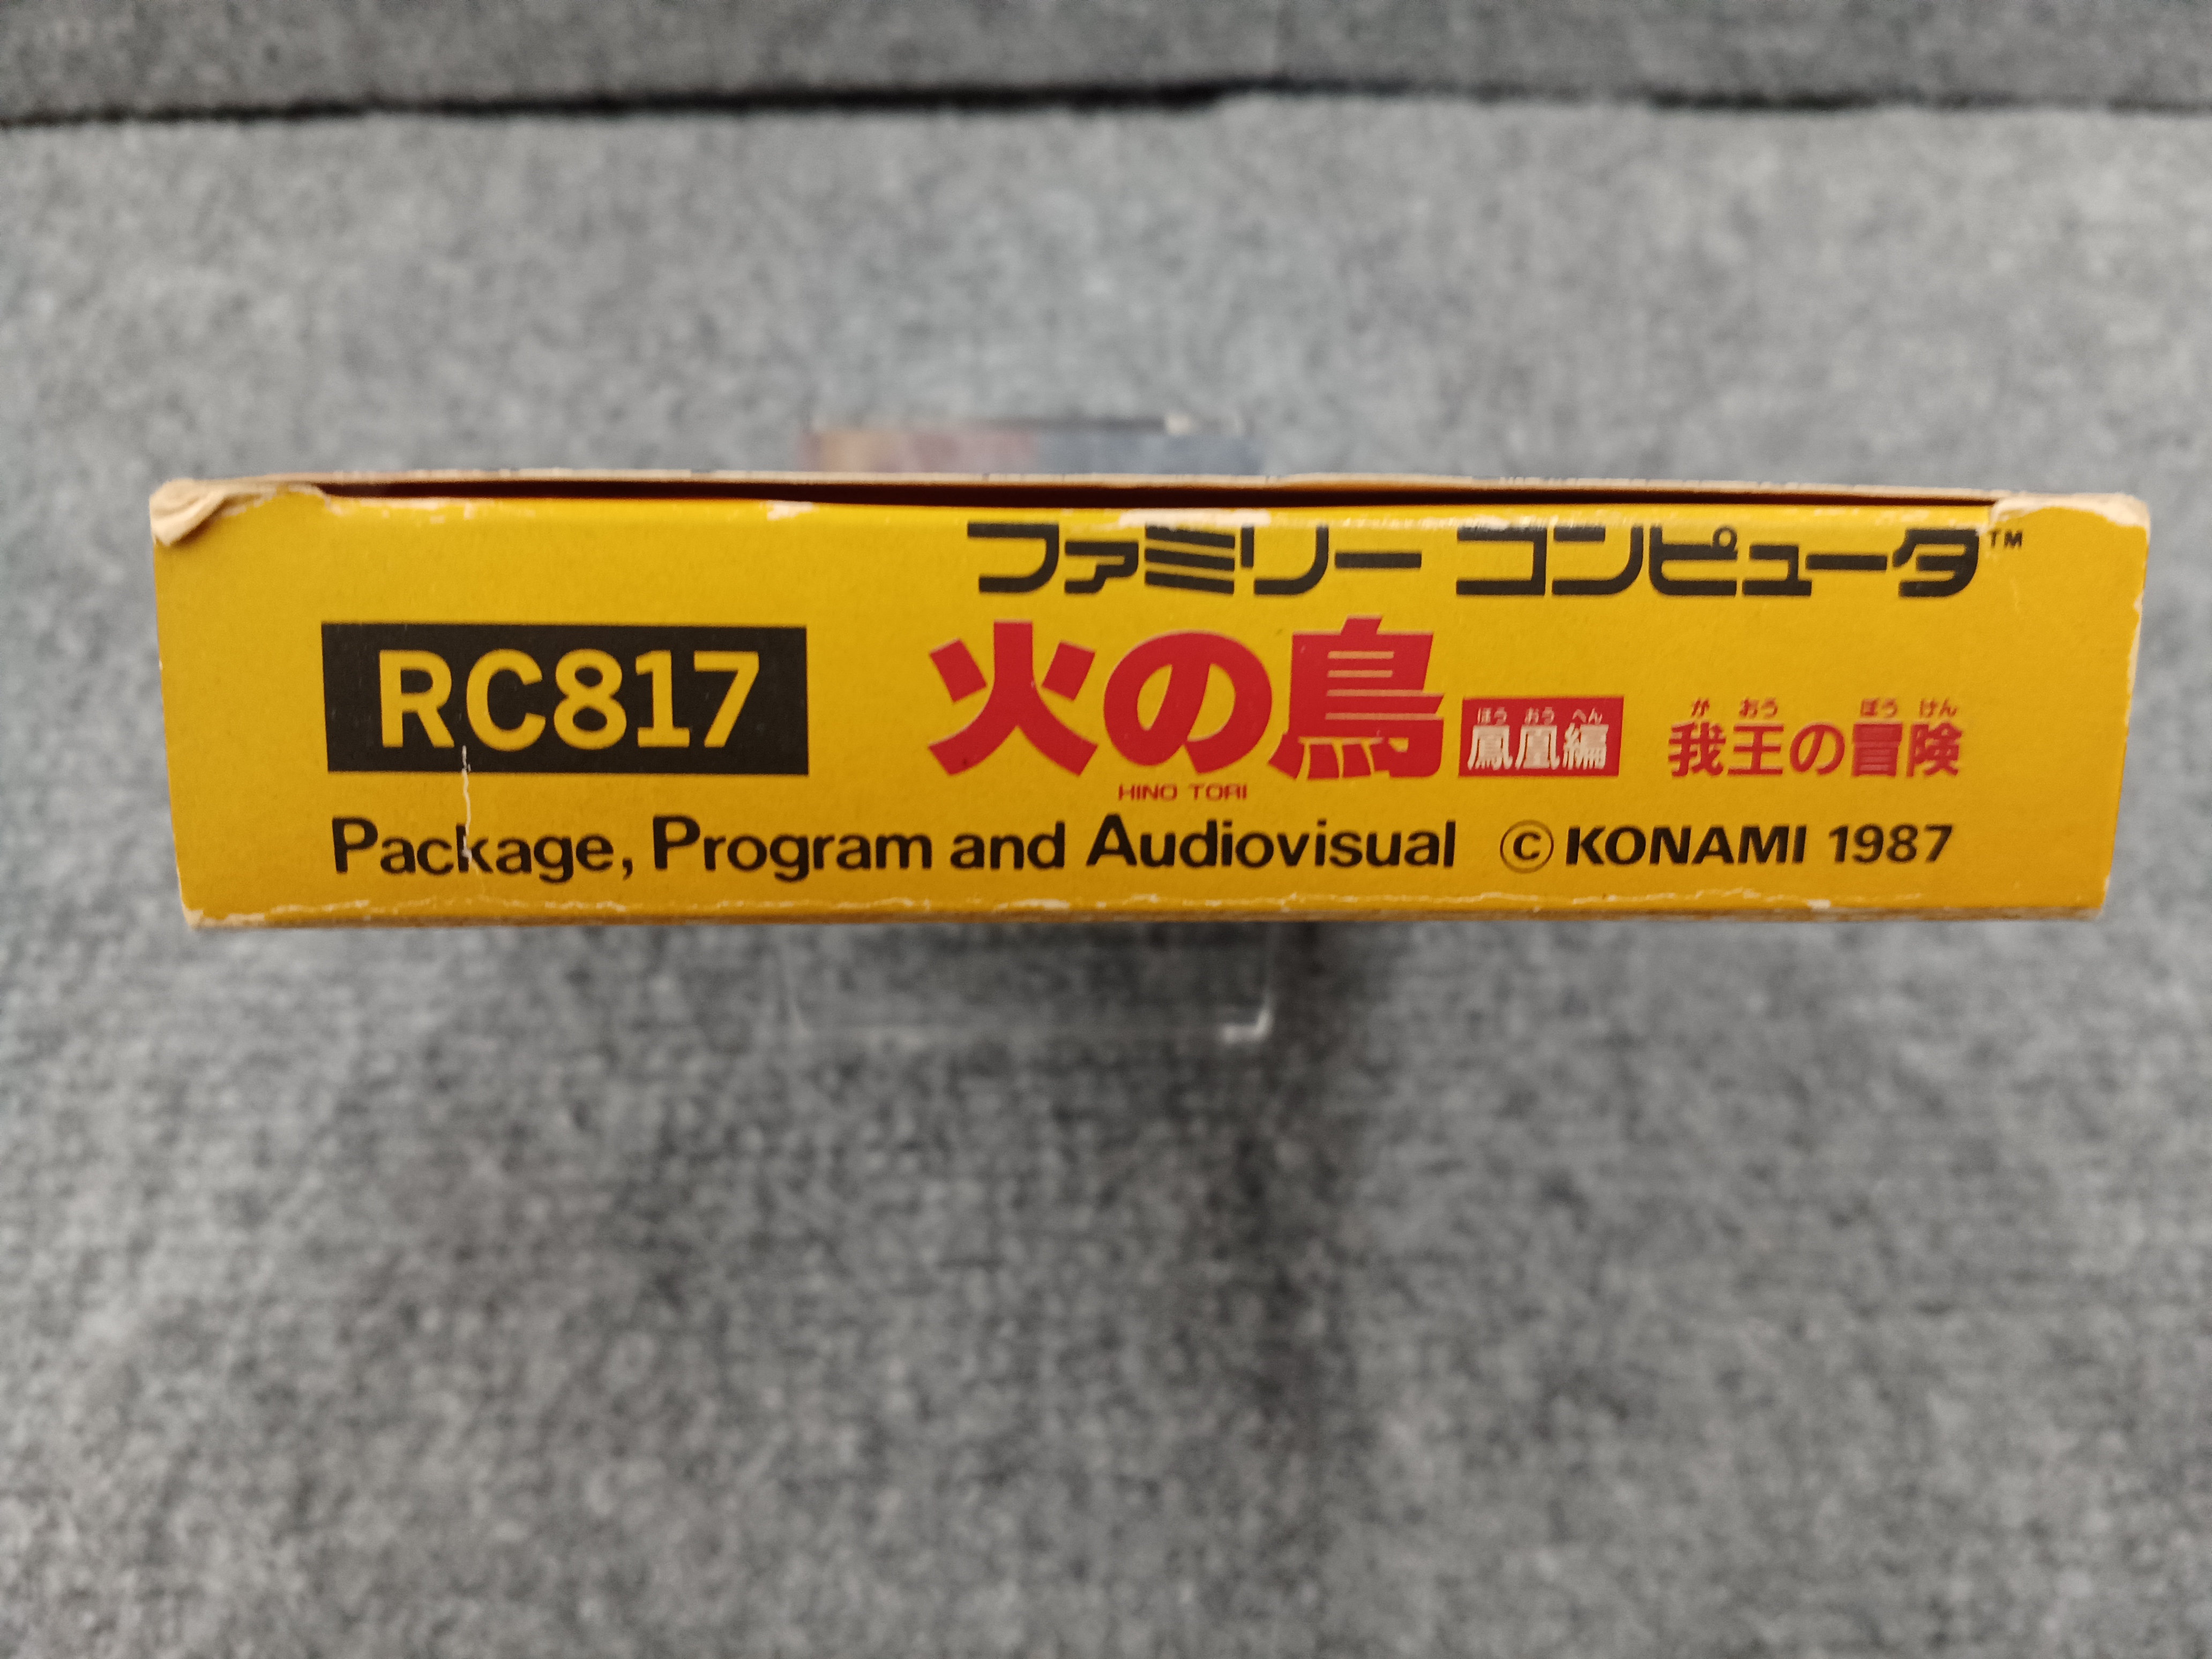 ファミリー コンピュータ™
RC817
火の鳥 鳳凰編 我王の冒険
ほう おう へん が おう ぼう けん
HINO TORI
Package, Program and Audiovisual ©KONAMI 1987